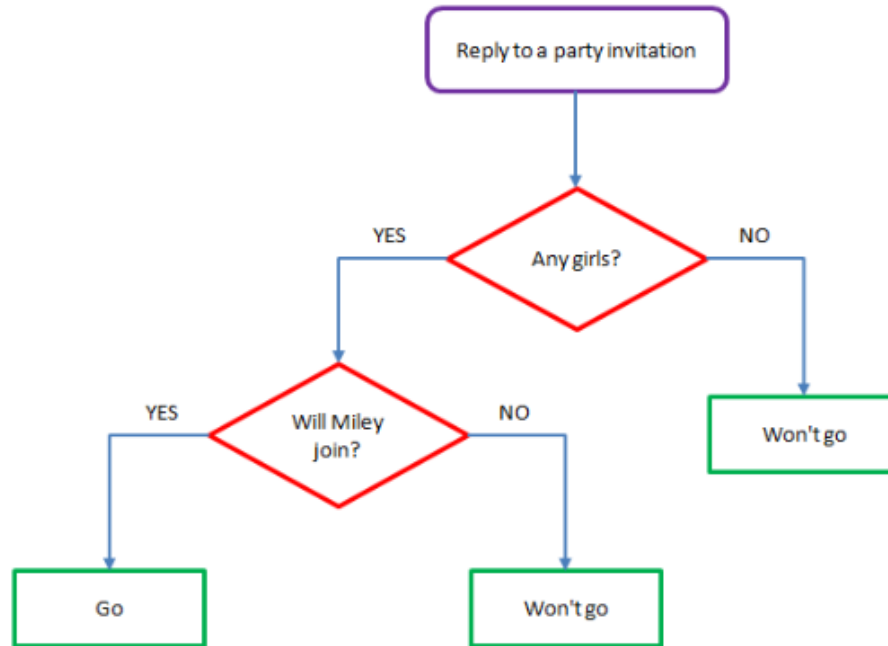 Reply to a party invitation
YES
Any girls?
NO
YES
Will Miley
join?
NO
Won't go
Go
Won't go